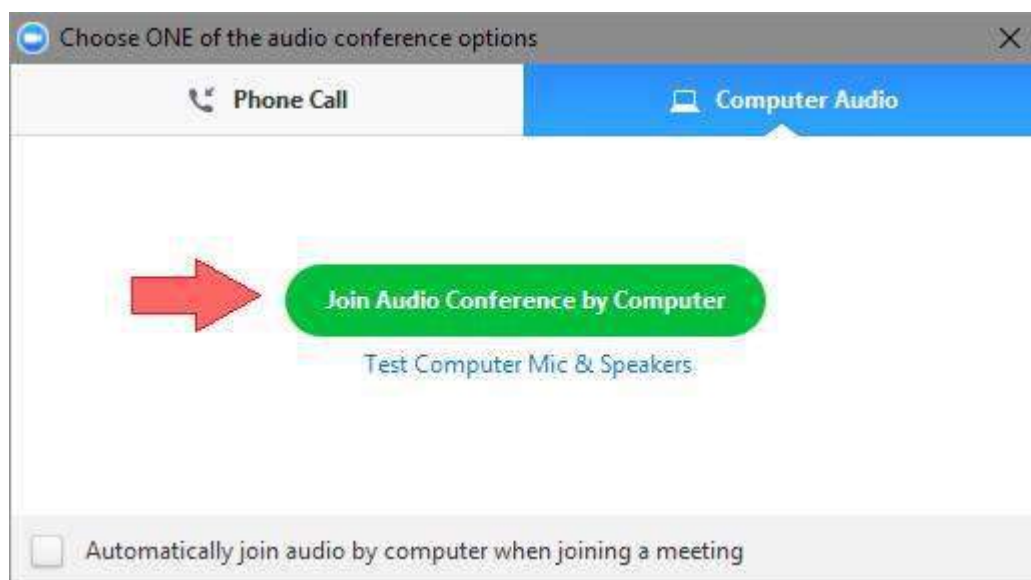 Choose ONE of the audio conference options
Phone Call
Computer Audio
Join Audio Conference by Computer
Test Computer Mic & Speakers
Automatically join audio by computer when joining a meeting